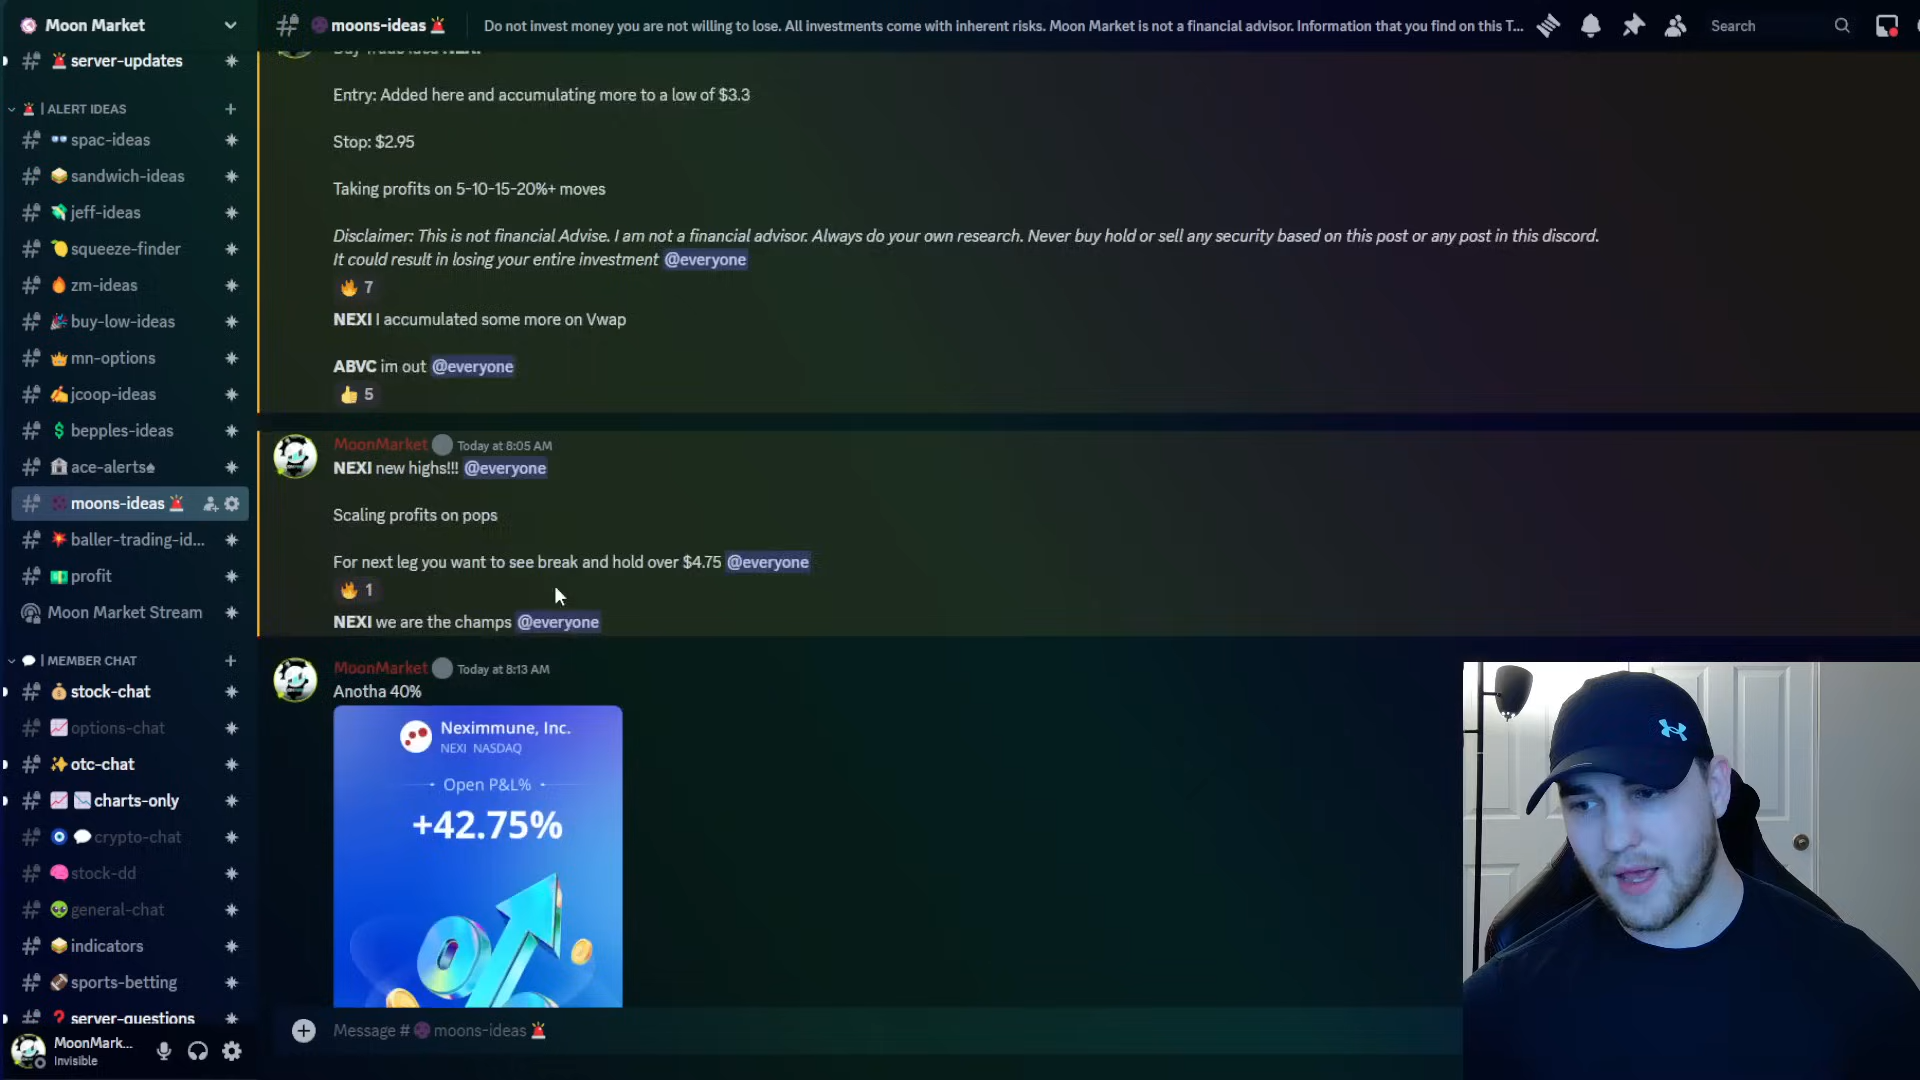 Moon Market
server-updates
ALERT IDEAS
spac-ideas
sandwich-ideas
jeff-ideas
squeeze-finder
zm-ideas
buy-low-ideas
mn-options
jcoop-ideas
bepples-ideas
ace-alerts♠
moons-ideas
baller-trading-id...
profit
Moon Market Stream
MEMBER CHAT
stock-chat
options-chat
otc-chat
charts-only
crypto-chat
stock-dd
general-chat
indicators
sports-betting
server-questions
MoonMark...
Invisible
moons-ideas
Do not invest money you are not willing to lose. All investments come with inherent risks. Moon Market is not a financial advisor. Information that you find on this T...
Search
Entry: Added here and accumulating more to a low of $3.3
Stop: $2.95
Taking profits on 5-10-15-20%+ moves
Disclaimer: This is not financial Advise. I am not a financial advisor. Always do your own research. Never buy hold or sell any security based on this post or any post in this discord.
It could result in losing your entire investment @everyone
7
NEXI I accumulated some more on Vwap
ABVC im out @everyone
5
MoonMarket Today at 8:05 AM
NEXI new highs!!! @everyone
Scaling profits on pops
For next leg you want to see break and hold over $4.75 @everyone
1
NEXI we are the champs @everyone
MoonMarket Today at 8:13 AM
Anotha 40%
Neximmune, Inc.
NEXI NASDAQ
Open P&L%
+42.75%
Message # moons-ideas